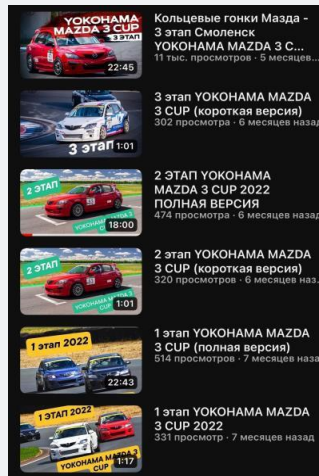 YOKOHAMA
MAZDA 3 CUP
3 ЭТАП
22:45
Кольцевые гонки Мазда -
3 этап Смоленск
YOKOHAMA MAZDA 3 C...
11 тыс. просмотров · 5 месяцев...
3 этап
1:01
3 этап YOKOHAMA MAZDA
3 CUP (короткая версия)
302 просмотра · 6 месяцев назад
2 ЭТАП
YOKOHAMA MAZDA 3
CUP
18:00
2 ЭТАП YOKOHAMA
MAZDA 3 CUP 2022
ПОЛНАЯ ВЕРСИЯ
474 просмотра · 6 месяцев назад
2 ЭТАП
YOKOHAMA MAZDA 3
CUP
1:01
2 этап YOKOHAMA MAZDA
3 CUP (короткая версия)
320 просмотров · 6 месяцев наз...
1 этап 2022
22:43
1 этап YOKOHAMA MAZDA
3 CUP (полная версия)
514 просмотров · 7 месяцев наза
1 ЭТАП 2022
YOKOHAMA MAZDA 3
CUP
1:17
1 этап YOKOHAMA MAZDA
3 CUP 2022
331 просмотр · 7 месяцев назад